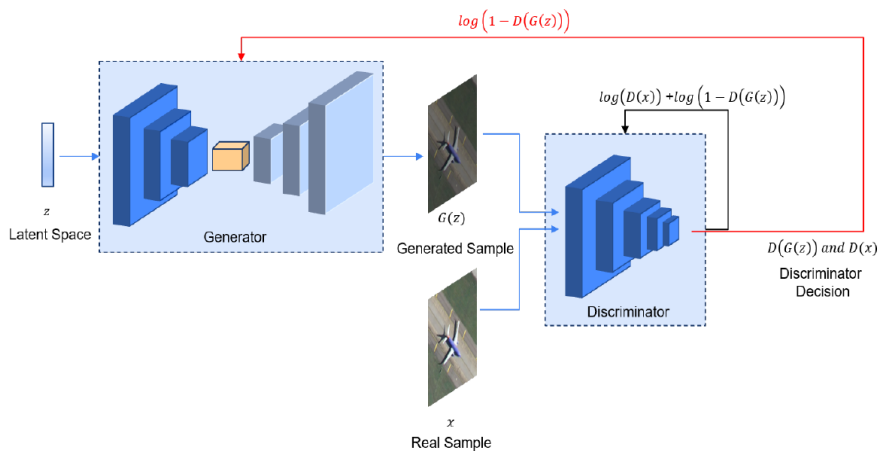 log(1 − D(G(z))
log(D(x)) +log(1 − D(G(z))
z
Latent Space
Generator
G(z)
Generated Sample
Discriminator
D(G(z)) and D(x)
Discriminator
Decision
x
Real Sample